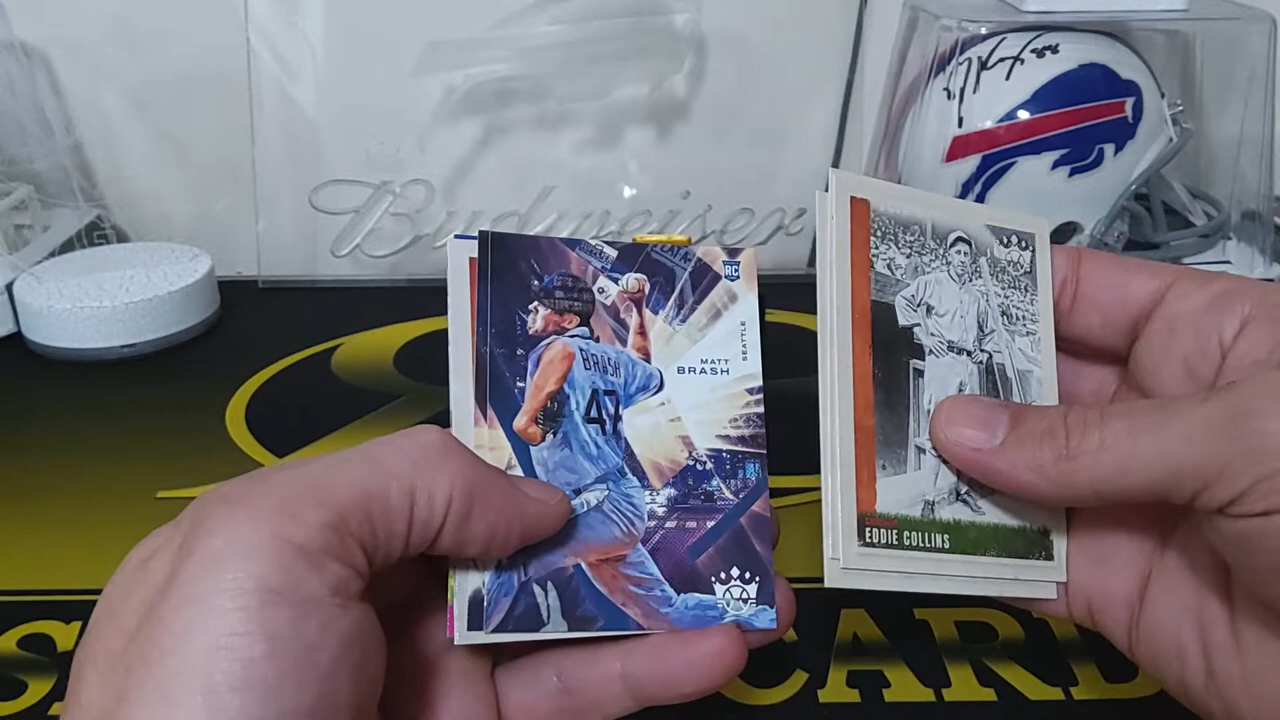 Budweiser
RC
SEATTLE
MATT
BRASH
BRASH
47
EDDIE COLLINS
CARD